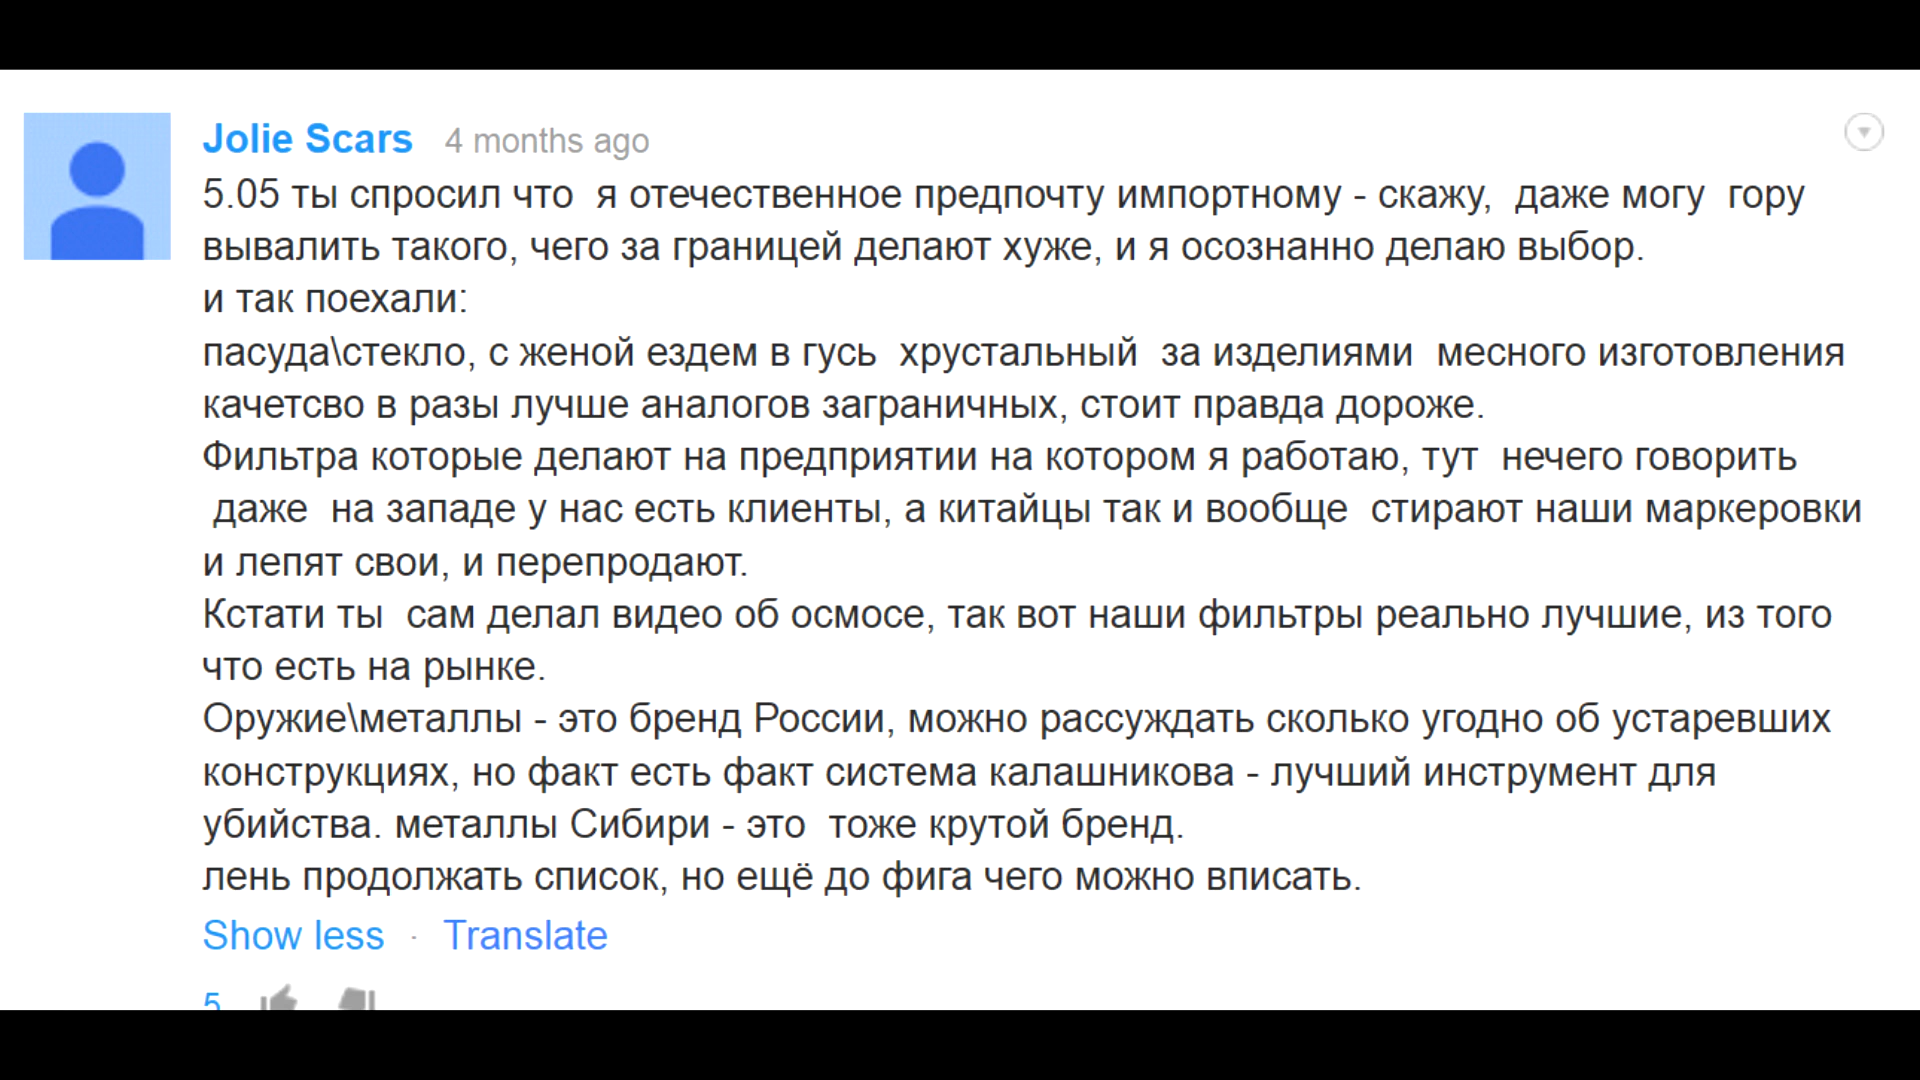 Jolie Scars 4 months ago
5.05 ты спросил что  я отечественное предпочту импортному - скажу,  даже могу  гору
вывалить такого, чего за границей делают хуже, и я осознанно делаю выбор.
и так поехали:
пасуда\стекло, с женой ездем в гусь  хрустальный  за изделиями  месного изготовления
качетсво в разы лучше аналогов заграничных, стоит правда дороже.
Фильтра которые делают на предприятии на котором я работаю, тут  нечего говорить
даже  на западе у нас есть клиенты, а китайцы так и вообще  стирают наши маркеровки
и лепят свои, и перепродают.
Кстати ты  сам делал видео об осмосе, так вот наши фильтры реально лучшие, из того
что есть на рынке.
Оружие\металлы - это бренд России, можно рассуждать сколько угодно об устаревших
конструкциях, но факт есть факт система калашникова - лучший инструмент для
убийства. металлы Сибири - это  тоже крутой бренд.
лень продолжать список, но ещё до фига чего можно вписать.
Show less · Translate
5